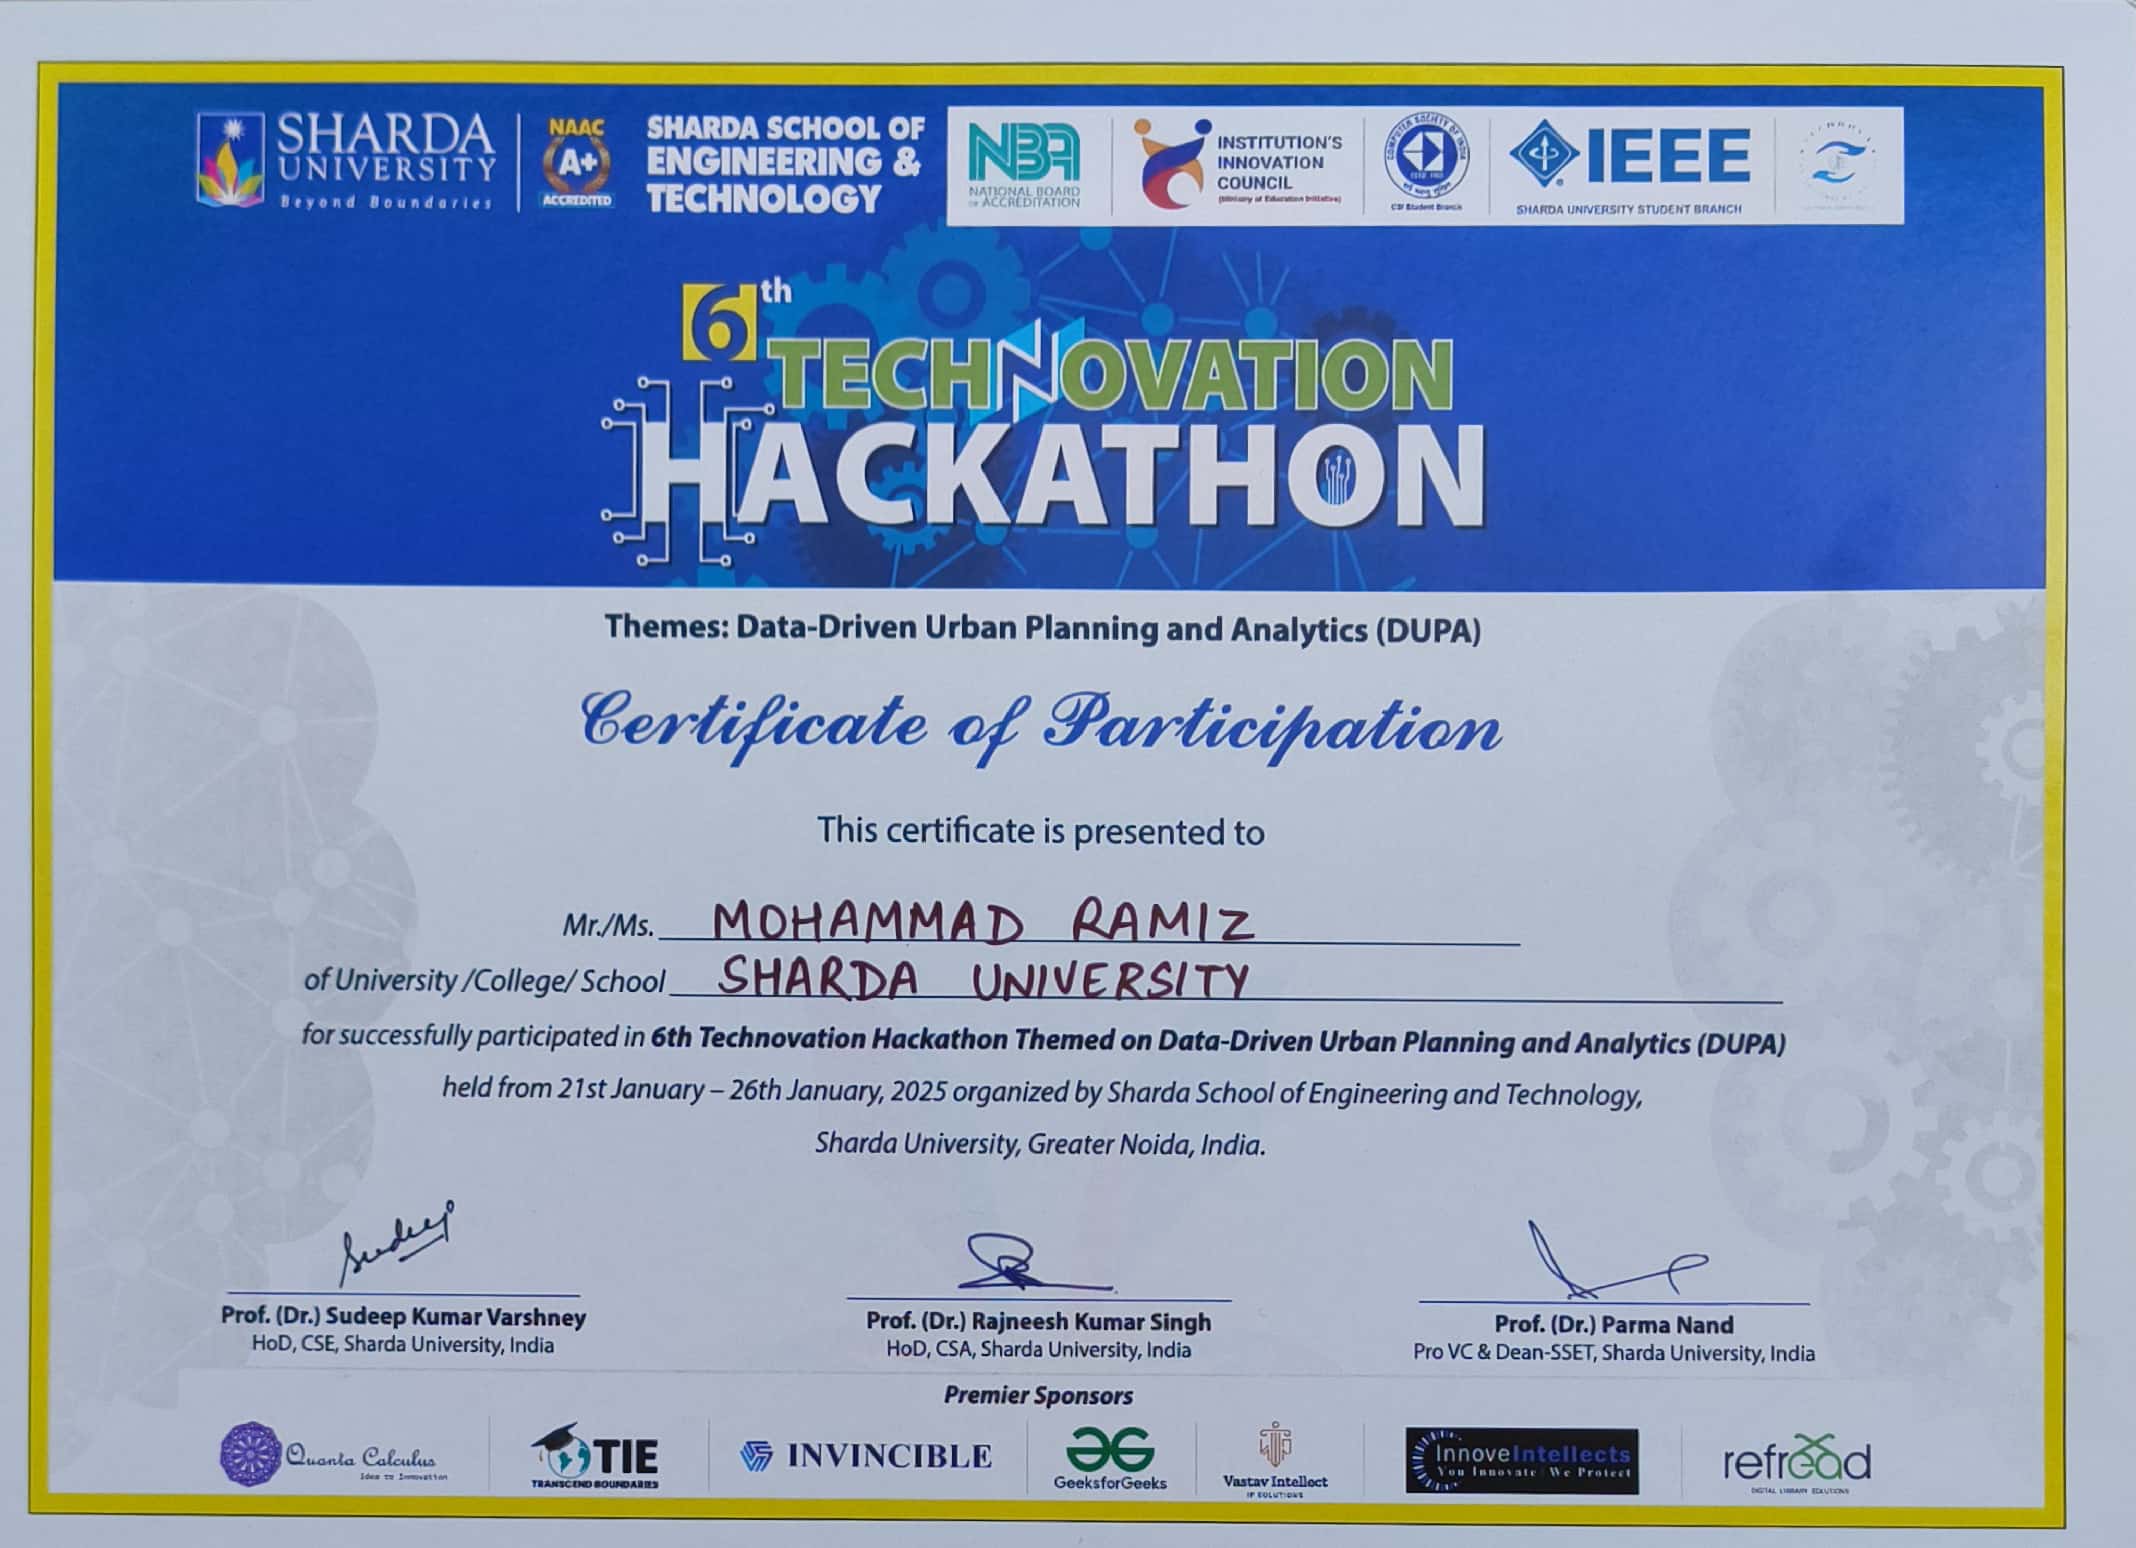 SHARDA
UNIVERSITY
Beyond Boundaries
NAAC
A+
ACCREDITED
SHARDA SCHOOL OF
ENGINEERING &
TECHNOLOGY
NBA
NATIONAL BOARD
OF ACCREDITATION
INSTITUTION'S
INNOVATION
COUNCIL
(Ministry of Education Initiative)
COMPUTER SOCIETY OF INDIA
CSI Student Branch
IEEE
SHARDA UNIVERSITY STUDENT BRANCH
6th
TECHNOVATION
HACKATHON
Themes: Data-Driven Urban Planning and Analytics (DUPA)
Certificate of Participation
This certificate is presented to
Mr./Ms. MOHAMMAD RAMIZ
of University /College/ School SHARDA UNIVERSITY
for successfully participated in 6th Technovation Hackathon Themed on Data-Driven Urban Planning and Analytics (DUPA)
held from 21st January – 26th January, 2025 organized by Sharda School of Engineering and Technology,
Sharda University, Greater Noida, India.
Sudeep
Prof. (Dr.) Sudeep Kumar Varshney
HoD, CSE, Sharda University, India
Prof. (Dr.) Rajneesh Kumar Singh
HoD, CSA, Sharda University, India
Prof. (Dr.) Parma Nand
Pro VC & Dean-SSET, Sharda University, India
Premier Sponsors
Quanta Calculus
Idea to Innovation
TIE
TRANSCEND BOUNDARIES
INVINCIBLE
GeeksforGeeks
Vastav Intellect
IP SOLUTIONS
InnoveIntellects
You Innovate We Protect
refread
DIGITAL LIBRARY SOLUTIONS